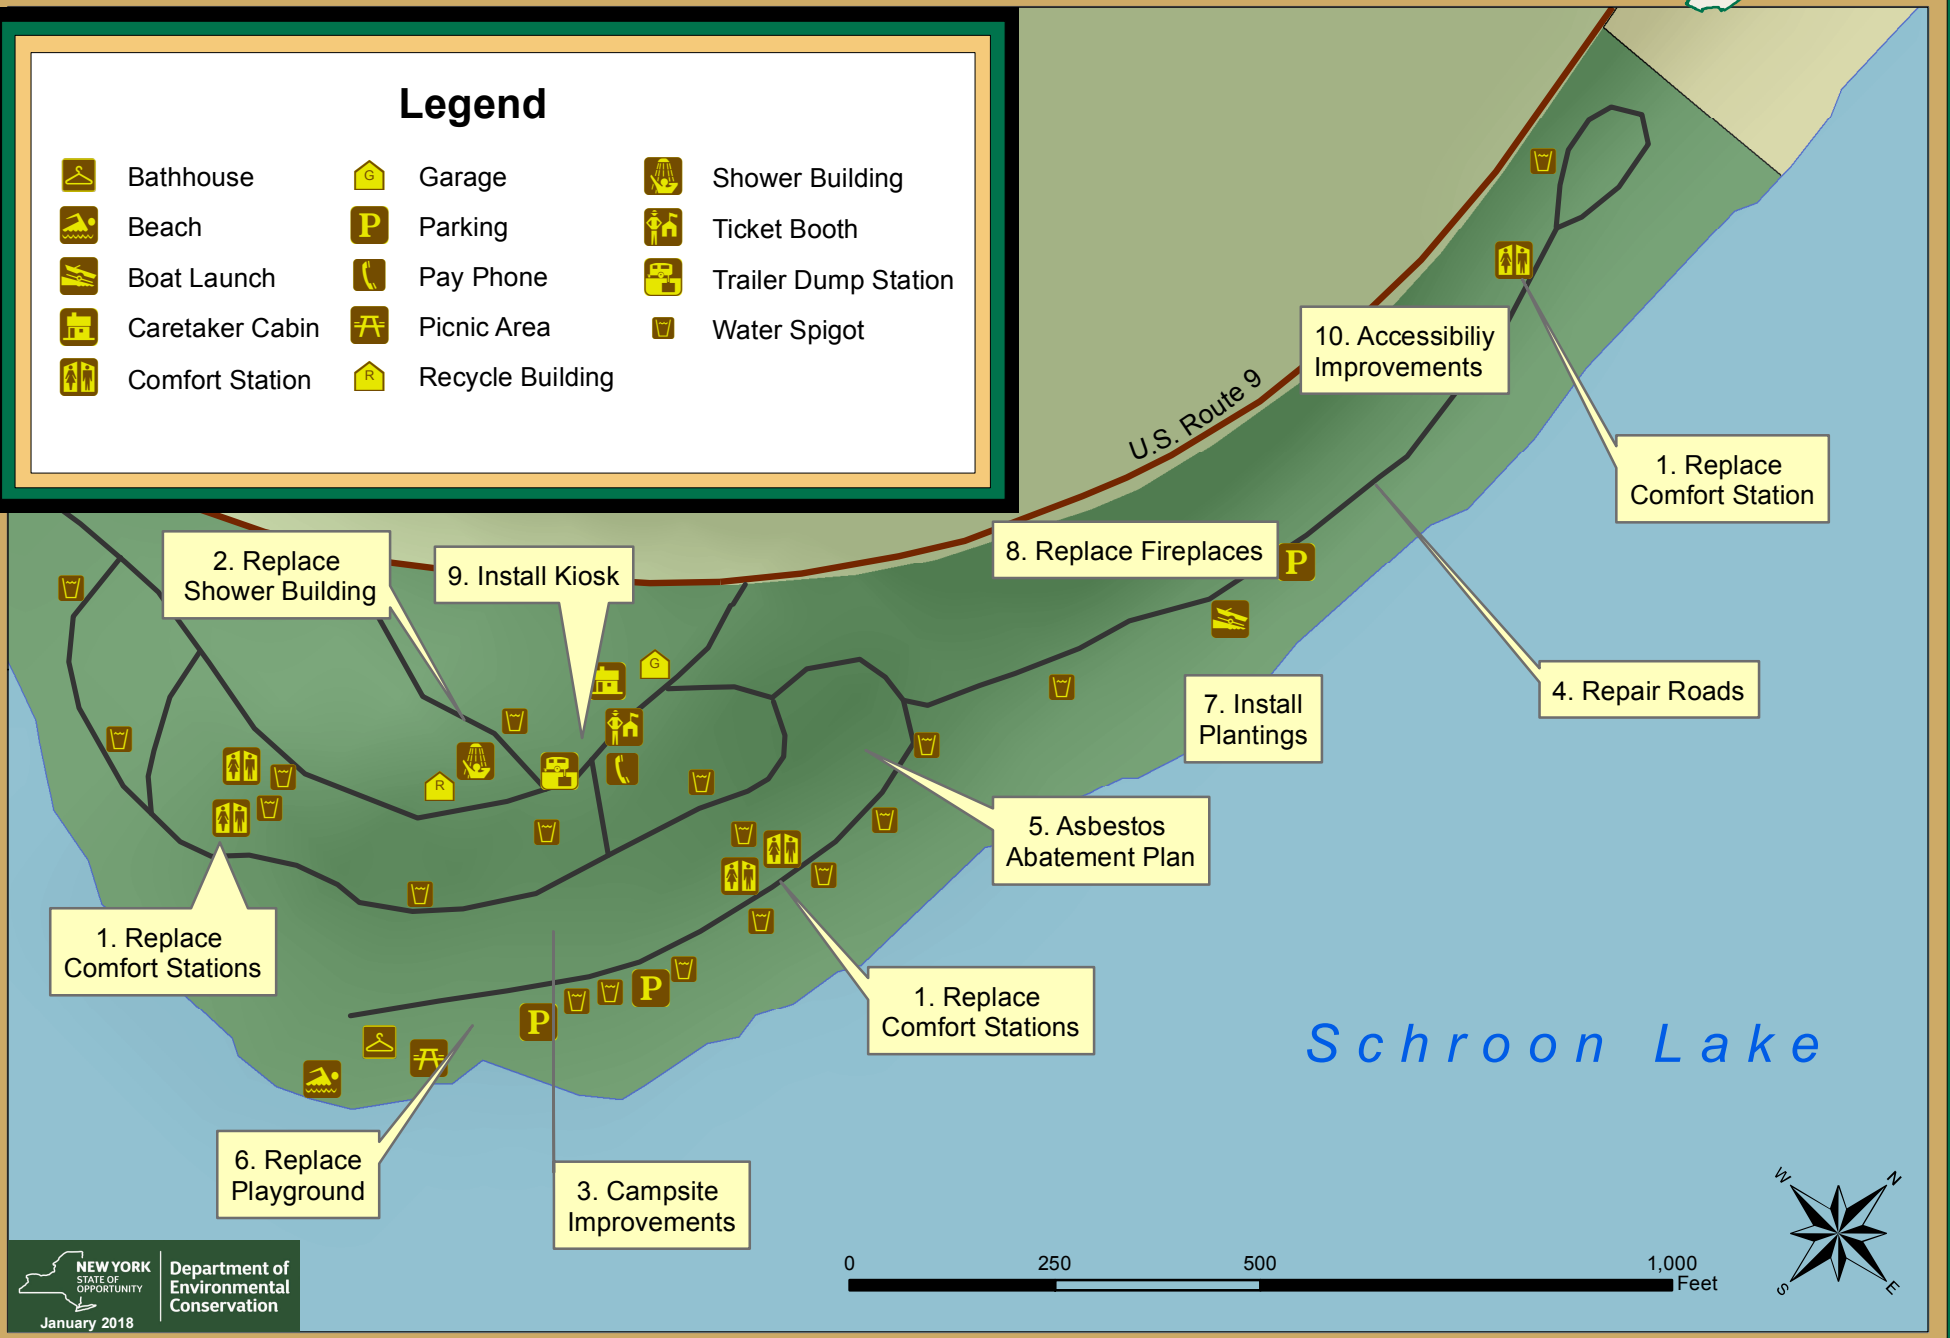 Legend
Bathhouse
Beach
Boat Launch
Caretaker Cabin
Comfort Station
G
Garage
P
Parking
Pay Phone
Picnic Area
R
Recycle Building
Shower Building
Ticket Booth
Trailer Dump Station
Water Spigot
U.S. Route 9
10. Accessibiliy
Improvements
1. Replace
Comfort Station
2. Replace
Shower Building
9. Install Kiosk
8. Replace Fireplaces
P
G
4. Repair Roads
7. Install
Plantings
R
5. Asbestos
Abatement Plan
1. Replace
Comfort Stations
P
P
1. Replace
Comfort Stations
Schroon Lake
6. Replace
Playground
3. Campsite
Improvements
W
N
S
E
0
250
500
1,000
Feet
NEW YORK
STATE OF
OPPORTUNITY
Department of
Environmental
Conservation
January 2018